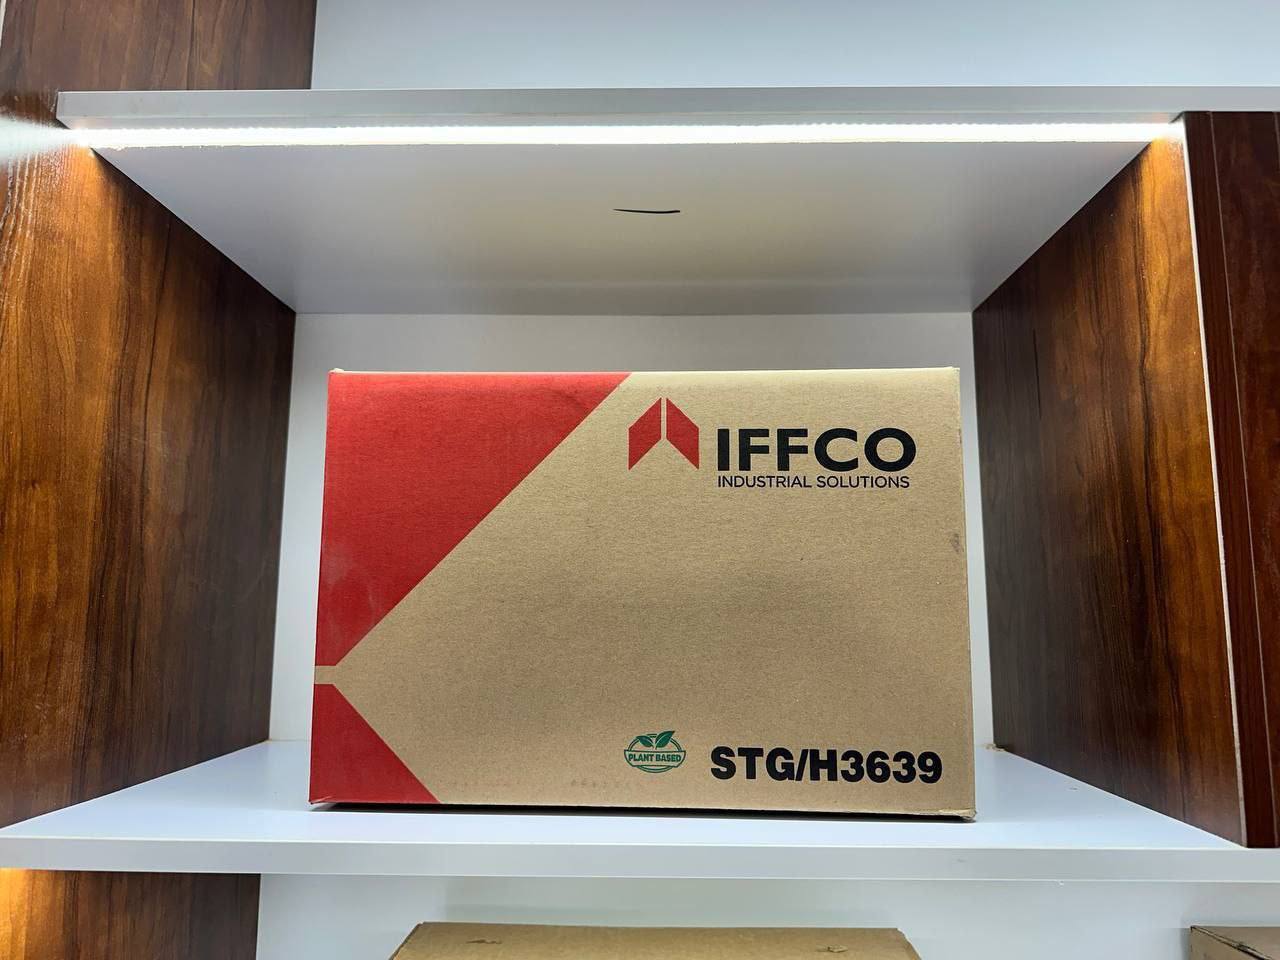 IFFCO
INDUSTRIAL SOLUTIONS
PLANT BASED
STG/H3639